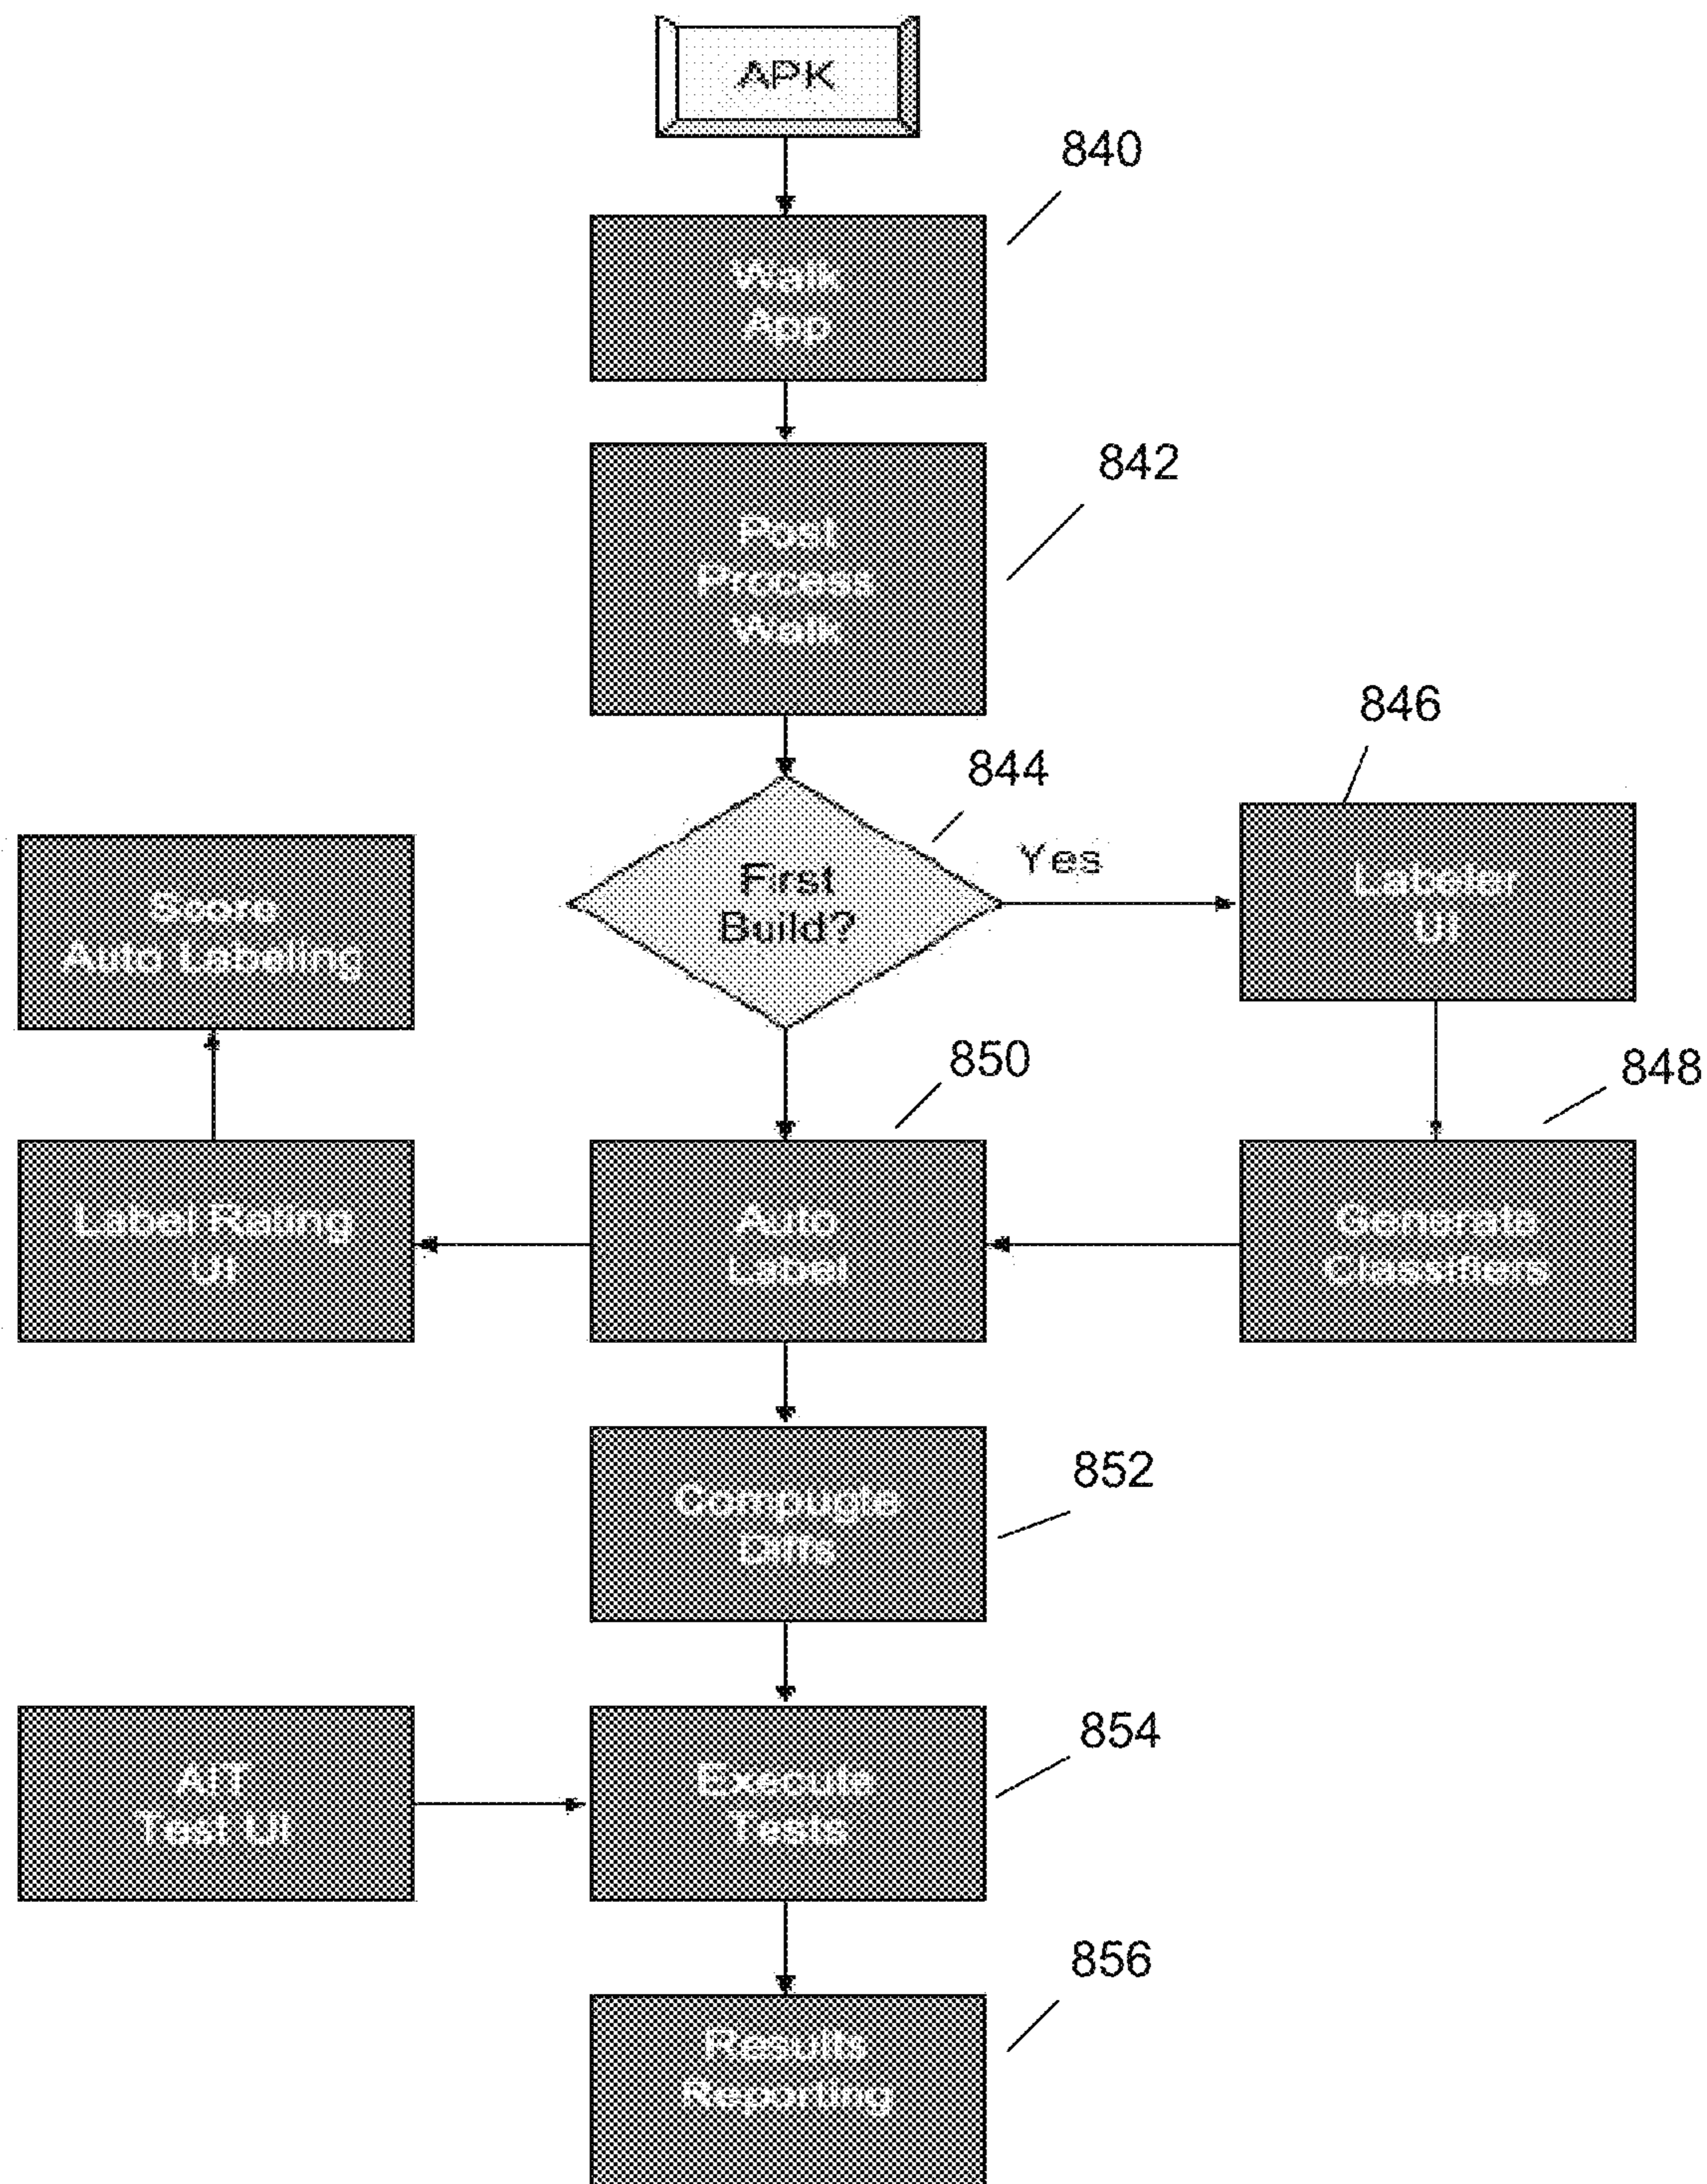 APK
840
Walk
App
842
Post
Process
Walk
846
844
First
Build?
Yes
Labeler
UI
Score
Auto Labeling
850
848
Label Rating
UI
Auto
Label
Generate
Classifiers
852
Compugte
Diffs
854
AIT
Test UI
Execute
Tests
856
Results
Reporting